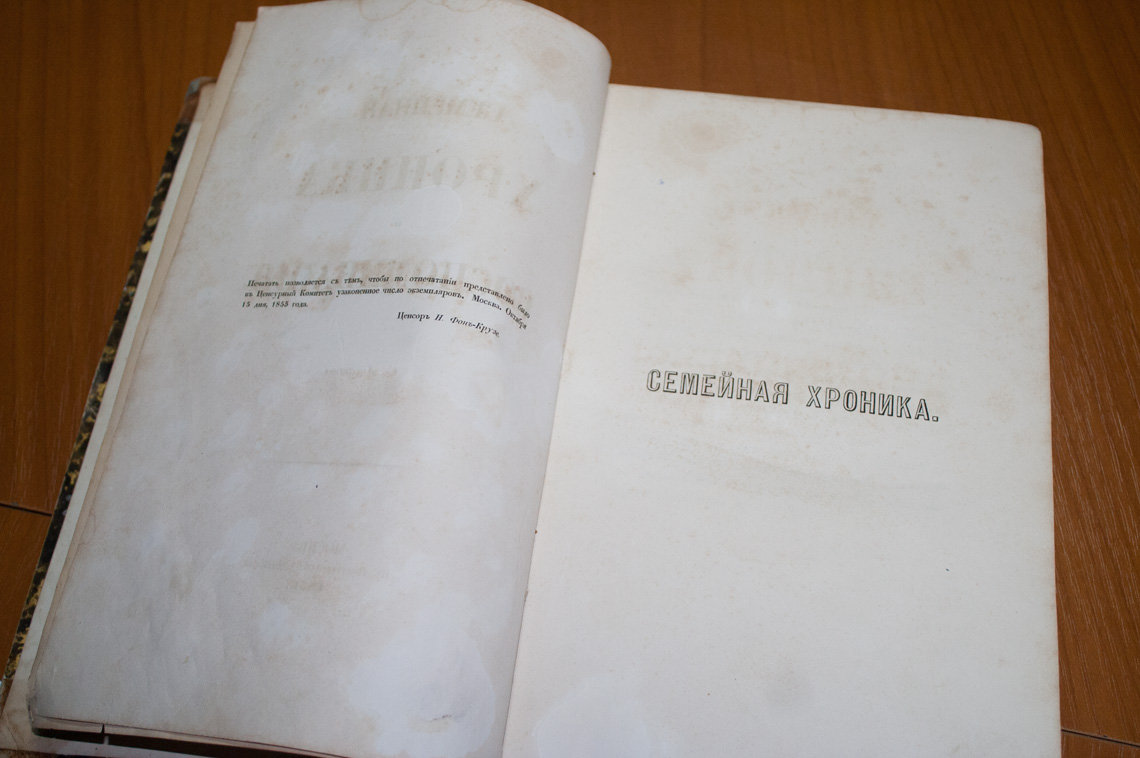 Печатать позволяется съ тѣмъ, чтобы по отпечатаніи представлено было
въ Ценсурный Комитетъ узаконенное число экземпляровъ. Москва. Октября
15 дня, 1855 года.
Ценсоръ Н. Фонъ-Крузе.
СЕМЕЙНАЯ ХРОНИКА.